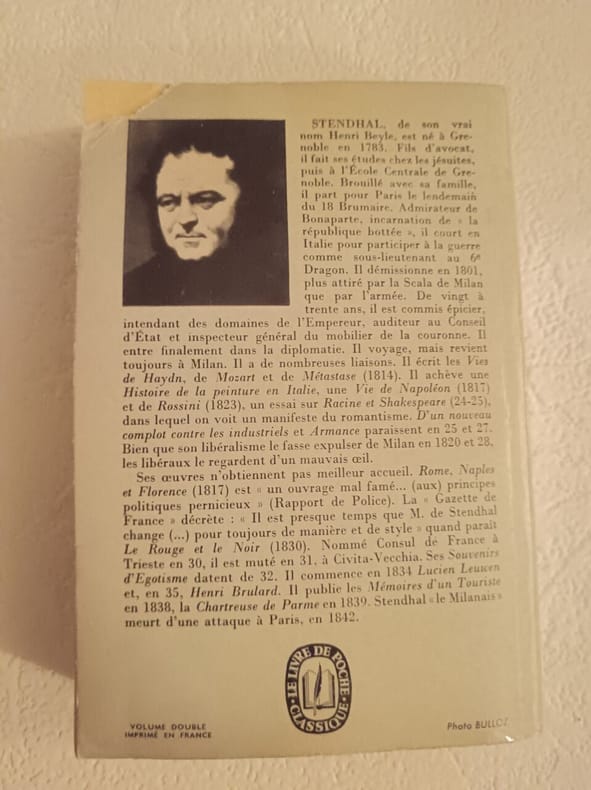 STENDHAL, de son vrai
nom Henri Beyle, est né à Gre-
noble en 1783. Fils d'avocat,
il fait ses études chez les jésuites,
puis à l'École Centrale de Gre-
noble. Brouillé avec sa famille,
il part pour Paris le lendemain
du 18 Brumaire. Admirateur de
Bonaparte, incarnation de « la
république bottée », il court en
Italie pour participer à la guerre
comme sous-lieutenant au 6e
Dragon. Il démissionne en 1801,
plus attiré par la Scala de Milan
que par l'armée. De vingt à
trente ans, il est commis épicier,
intendant des domaines de l'Empereur, auditeur au Conseil
d'État et inspecteur général du mobilier de la couronne. Il
entre finalement dans la diplomatie. Il voyage, mais revient
toujours à Milan. Il a de nombreuses liaisons. Il écrit les Vies
de Haydn, de Mozart et de Métastase (1814). Il achève une
Histoire de la peinture en Italie, une Vie de Napoléon (1817)
et de Rossini (1823), un essai sur Racine et Shakespeare (24-25),
dans lequel on voit un manifeste du romantisme. D'un nouveau
complot contre les industriels et Armance paraissent en 25 et 27.
Bien que son libéralisme le fasse expulser de Milan en 1820 et 28,
les libéraux le regardent d'un mauvais œil.
Ses œuvres n'obtiennent pas meilleur accueil. Rome, Naples
et Florence (1817) est « un ouvrage mal famé... (aux) principes
politiques pernicieux » (Rapport de Police). La « Gazette de
France » décrète : « Il est presque temps que M. de Stendhal
change (...) pour toujours de manière et de style » quand paraît
Le Rouge et le Noir (1830). Nommé Consul de France à
Trieste en 30, il est muté en 31, à Civita-Vecchia. Ses Souvenirs
d'Egotisme datent de 32. Il commence en 1834 Lucien Leuwen
et, en 35, Henri Brulard. Il publie les Mémoires d'un Touriste
en 1838, la Chartreuse de Parme en 1839. Stendhal « le Milanais »
meurt d'une attaque à Paris, en 1842.
LE LIVRE DE POCHE
CLASSIQUE
VOLUME DOUBLE
IMPRIMÉ EN FRANCE
Photo BULLOZ